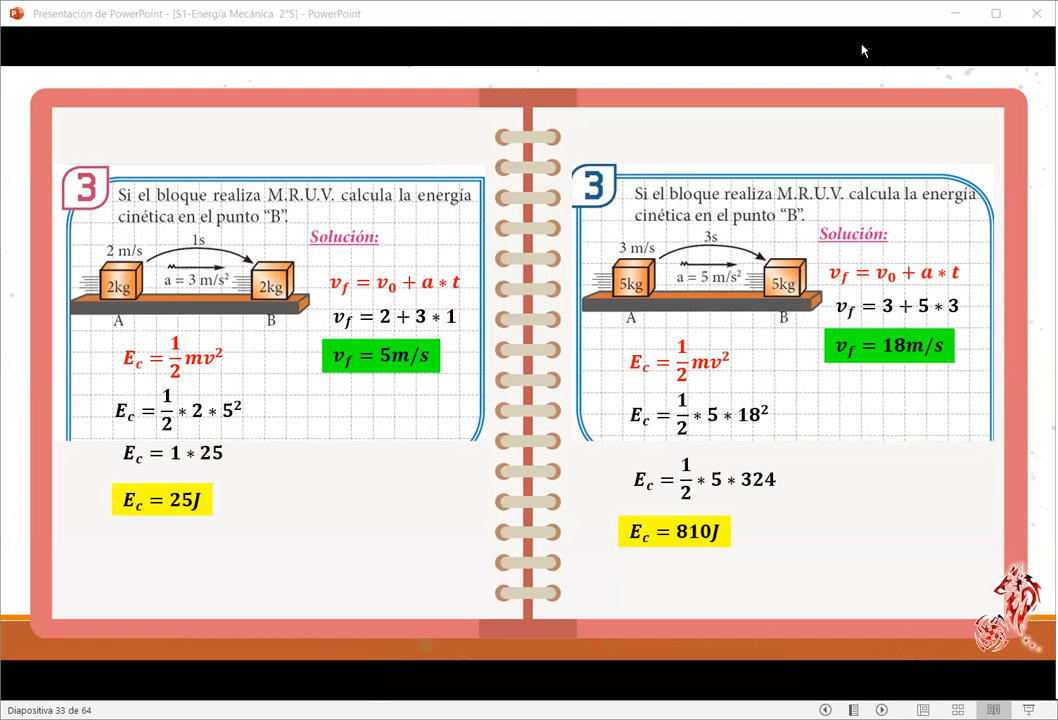 Presentación de PowerPoint - [S1-Energía Mecánica 2°S] - PowerPoint
3
Si el bloque realiza M.R.U.V. calcula la energía
cinética en el punto “B”.
Solución:
1s
2 m/s
a = 3 m/s²
2kg
2kg
A
B
v_f = v_0 + a * t
v_f = 2 + 3 * 1
v_f = 5m/s
E_c = 1/2 mv²
E_c = 1/2 * 2 * 5²
E_c = 1 * 25
E_c = 25J
3
Si el bloque realiza M.R.U.V. calcula la energía
cinética en el punto “B”.
Solución:
3s
3 m/s
a = 5 m/s²
5kg
5kg
A
B
v_f = v_0 + a * t
v_f = 3 + 5 * 3
v_f = 18m/s
E_c = 1/2 mv²
E_c = 1/2 * 5 * 18²
E_c = 1/2 * 5 * 324
E_c = 810J
Diapositiva 33 de 64